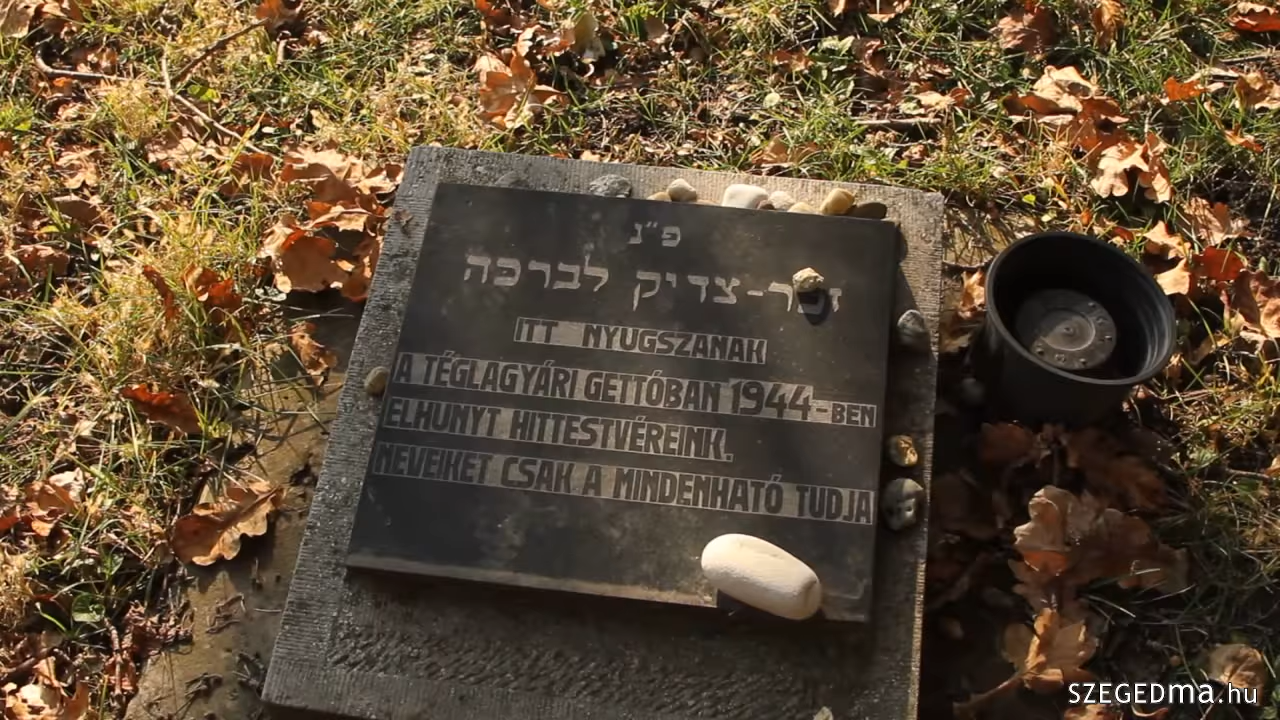 פ״נ
זכר-צדיק לברכה
ITT NYUGSZANAK
A TÉGLAGYÁRI GETTÓBAN 1944-BEN
ELHUNYT HITTESTVÉREINK.
NEVEIKET CSAK A MINDENHATÓ TUDJA
SZEGEDma.hu